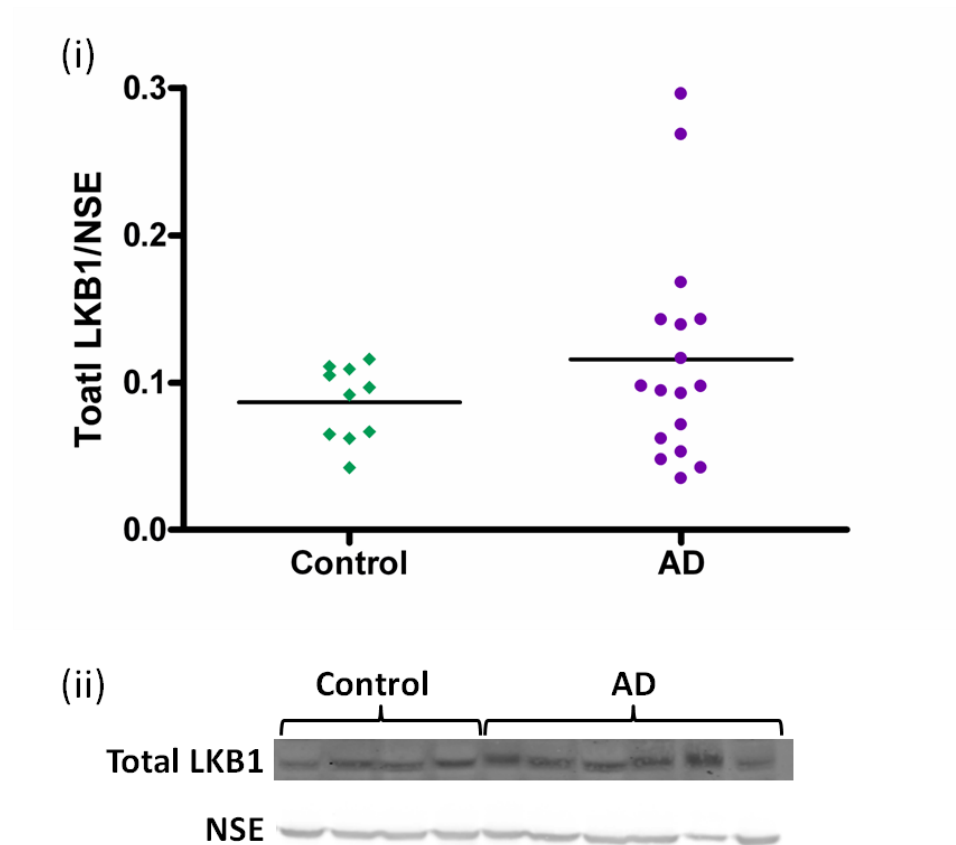 (i)
0.3
0.2
0.1
0.0
Toatl LKB1/NSE
Control AD
(ii)
Control AD
Total LKB1
NSE